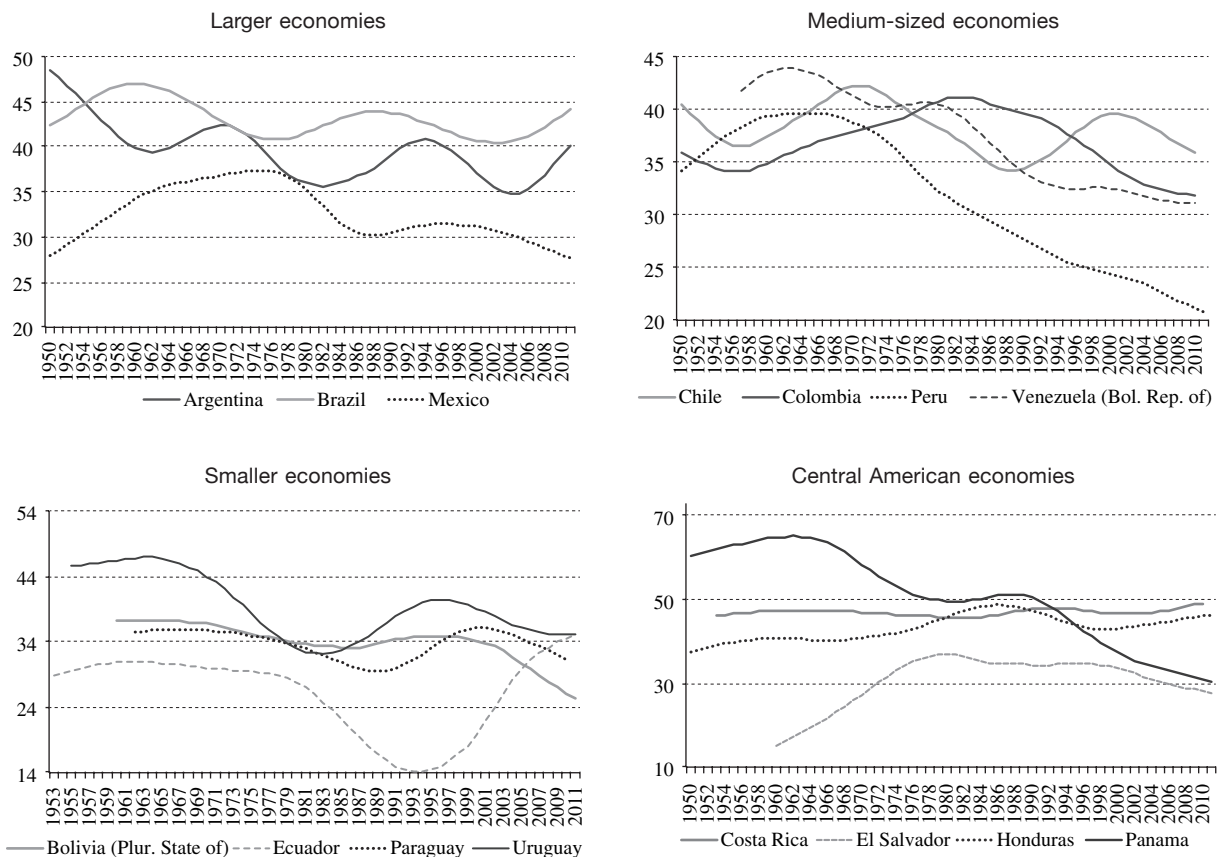 Larger economies
50
45
40
35
30
25
20
1950 1952 1954 1956 1958 1960 1962 1964 1966 1968 1970 1972 1974 1976 1978 1980 1982 1984 1986 1988 1990 1992 1994 1996 1998 2000 2002 2004 2006 2008 2010
Argentina Brazil Mexico
Medium-sized economies
45
40
35
30
25
20
1950 1952 1954 1956 1958 1960 1962 1964 1966 1968 1970 1972 1974 1976 1978 1980 1982 1984 1986 1988 1990 1992 1994 1996 1998 2000 2002 2004 2006 2008 2010
Chile Colombia Peru Venezuela (Bol. Rep. of)
Smaller economies
54
44
34
24
14
1953 1955 1957 1959 1961 1963 1965 1967 1969 1971 1973 1975 1977 1979 1981 1983 1985 1987 1989 1991 1993 1995 1997 1999 2001 2003 2005 2007 2009 2011
Bolivia (Plur. State of) Ecuador Paraguay Uruguay
Central American economies
70
50
30
10
1950 1952 1954 1956 1958 1960 1962 1964 1966 1968 1970 1972 1974 1976 1978 1980 1982 1984 1986 1988 1990 1992 1994 1996 1998 2000 2002 2004 2006 2008 2010
Costa Rica El Salvador Honduras Panama